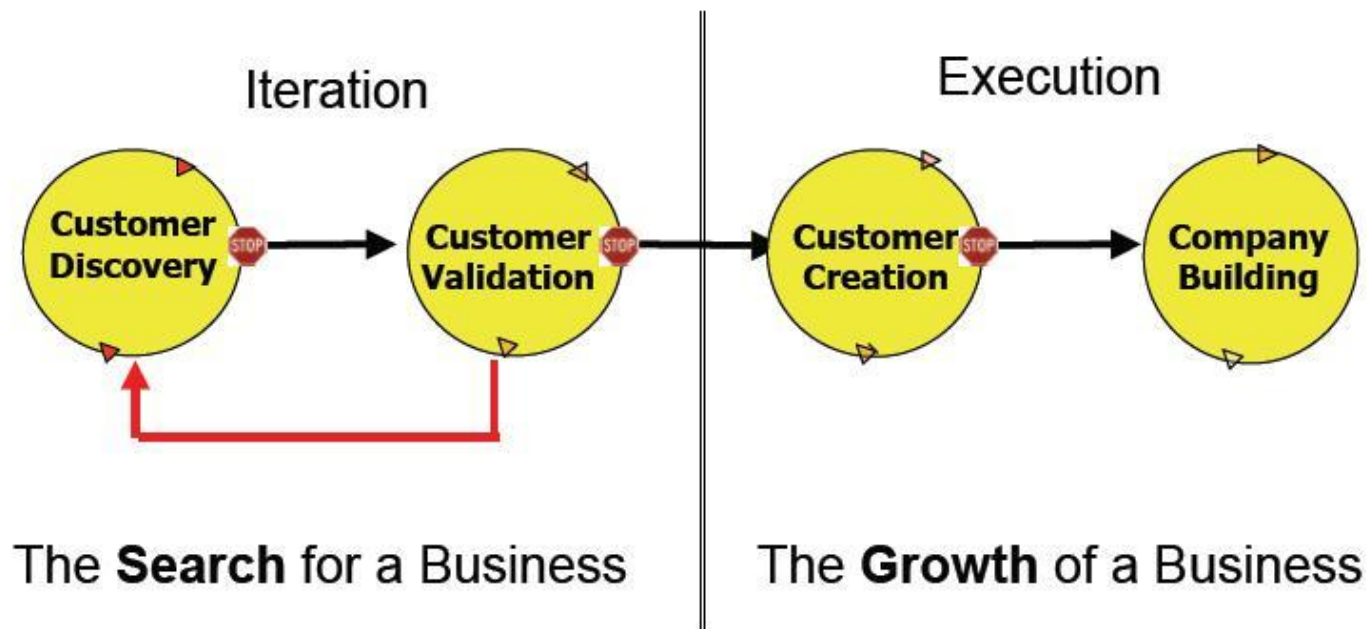 Iteration
Execution
Customer
Discovery
STOP
Customer
Validation
STOP
Customer
Creation
STOP
Company
Building
The Search for a Business
The Growth of a Business